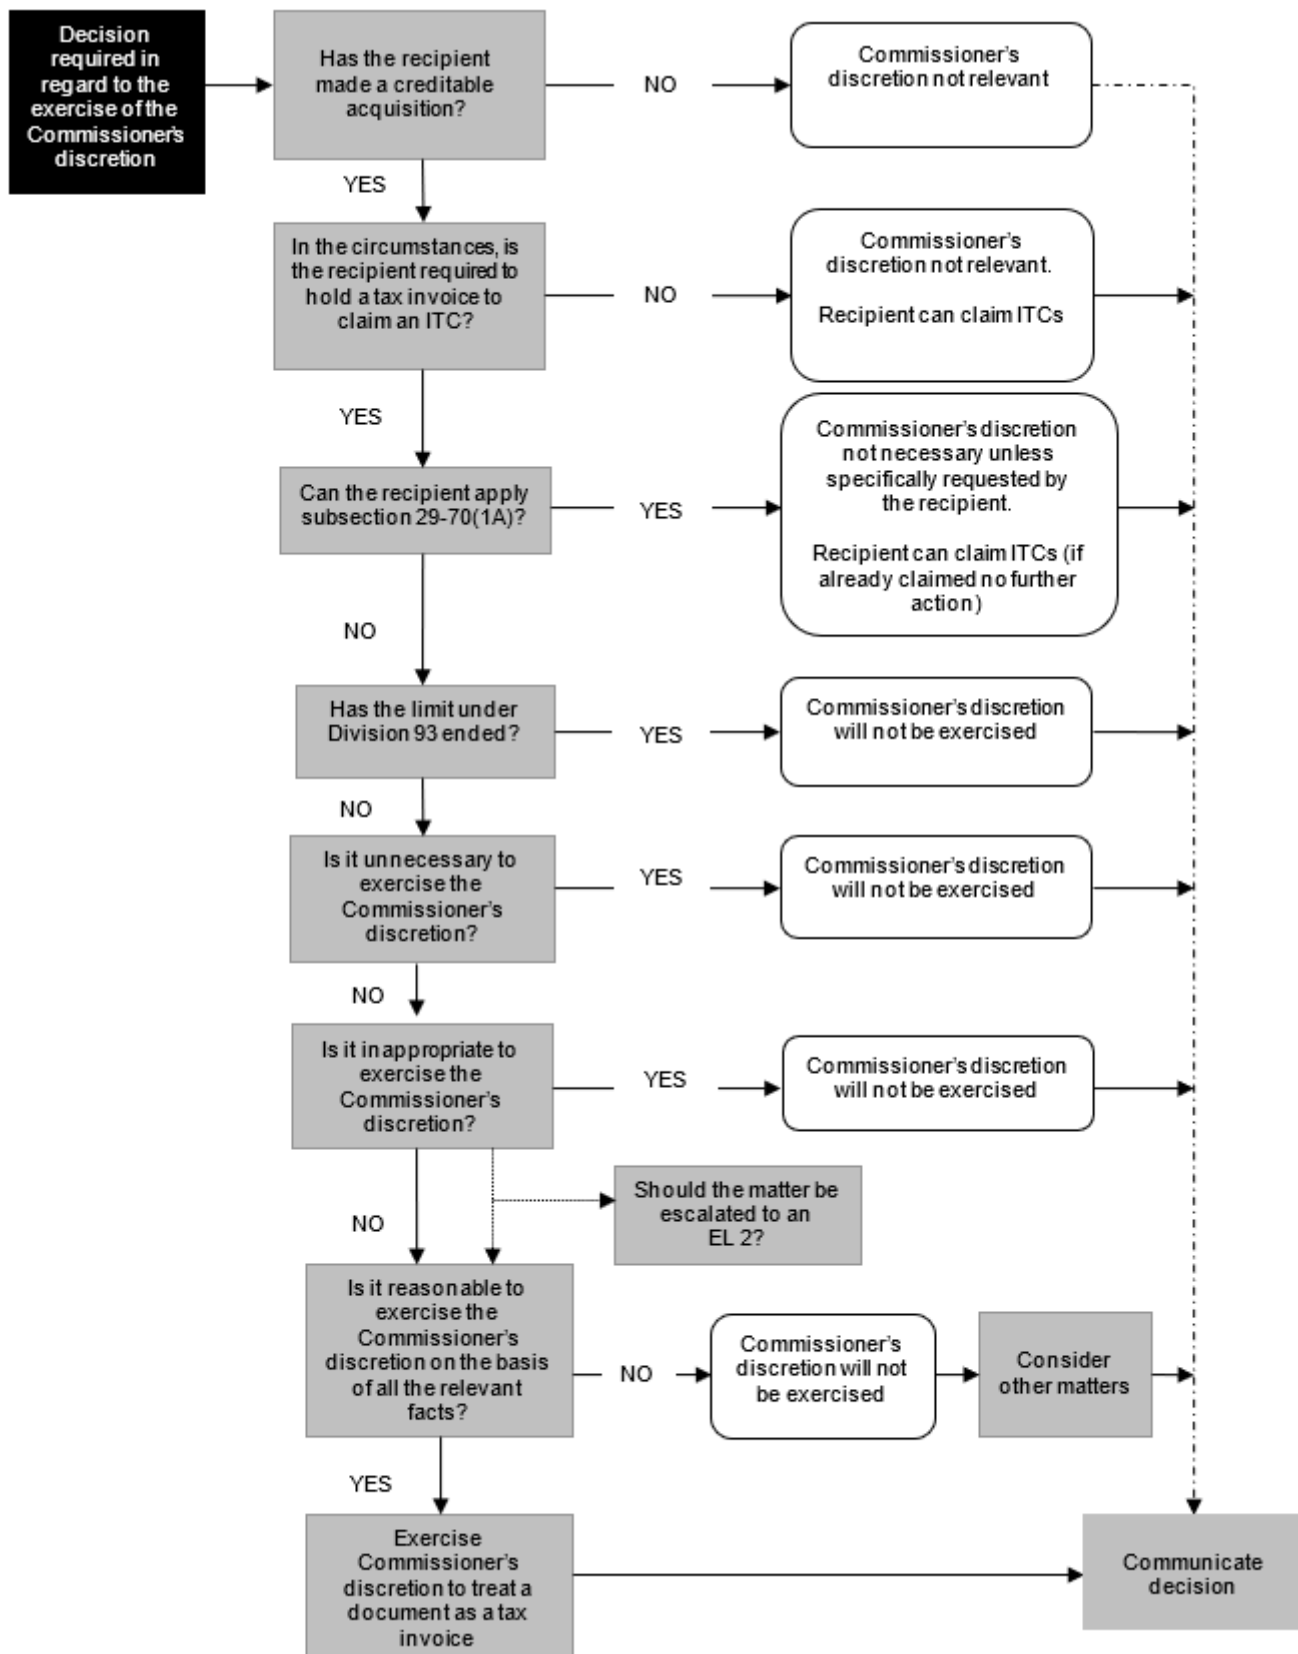 Decision
required in
regard to the
exercise of the
Commissioner's
discretion
Has the recipient
made a creditable
acquisition?
NO
Commissioner's
discretion not relevant
YES
In the circumstances, is
the recipient required to
hold a tax invoice to
claim an ITC?
NO
Commissioner's
discretion not relevant.
Recipient can claim ITCs
YES
Can the recipient apply
subsection 29-70(1A)?
YES
Commissioner's discretion
not necessary unless
specifically requested by
the recipient.
Recipient can claim ITCs (if
already claimed no further
action)
NO
Has the limit under
Division 93 ended?
YES
Commissioner's discretion
will not be exercised
NO
Is it unnecessary to
exercise the
Commissioner's
discretion?
YES
Commissioner's discretion
will not be exercised
NO
Is it inappropriate to
exercise the
Commissioner's
discretion?
YES
Commissioner's discretion
will not be exercised
Should the matter be
escalated to an
EL 2?
NO
Is it reasonable to
exercise the
Commissioner's
discretion on the basis
of all the relevant
facts?
NO
Commissioner's
discretion will not
be exercised
Consider
other matters
YES
Exercise
Commissioner's
discretion to treat a
document as a tax
invoice
Communicate
decision